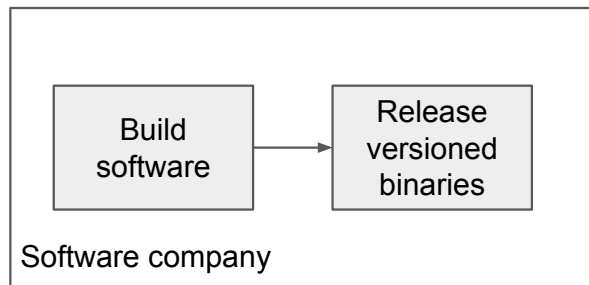 Build
software
Release
versioned
binaries
Software company